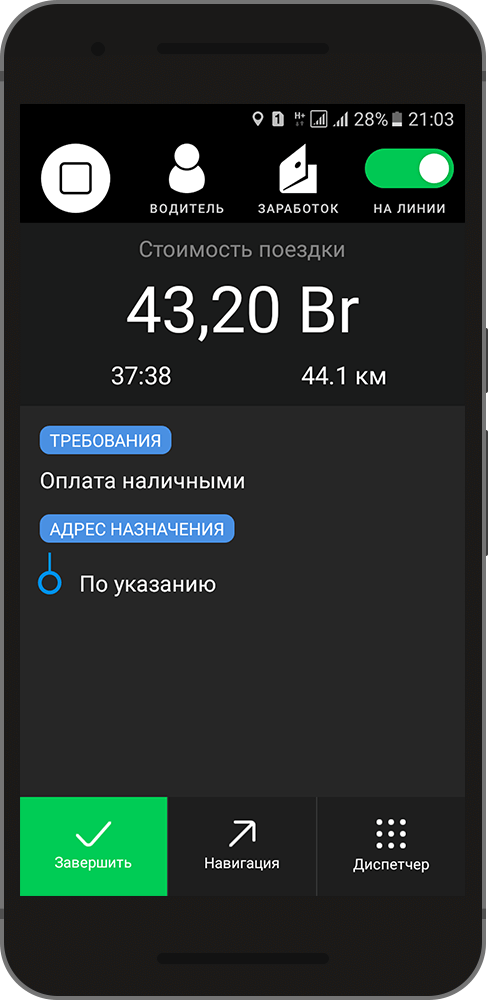 1 H+ 28% 21:03
ВОДИТЕЛЬ ЗАРАБОТОК НА ЛИНИИ
Стоимость поездки
43,20 Br
37:38 44.1 км
ТРЕБОВАНИЯ
Оплата наличными
АДРЕС НАЗНАЧЕНИЯ
По указанию
Завершить Навигация Диспетчер